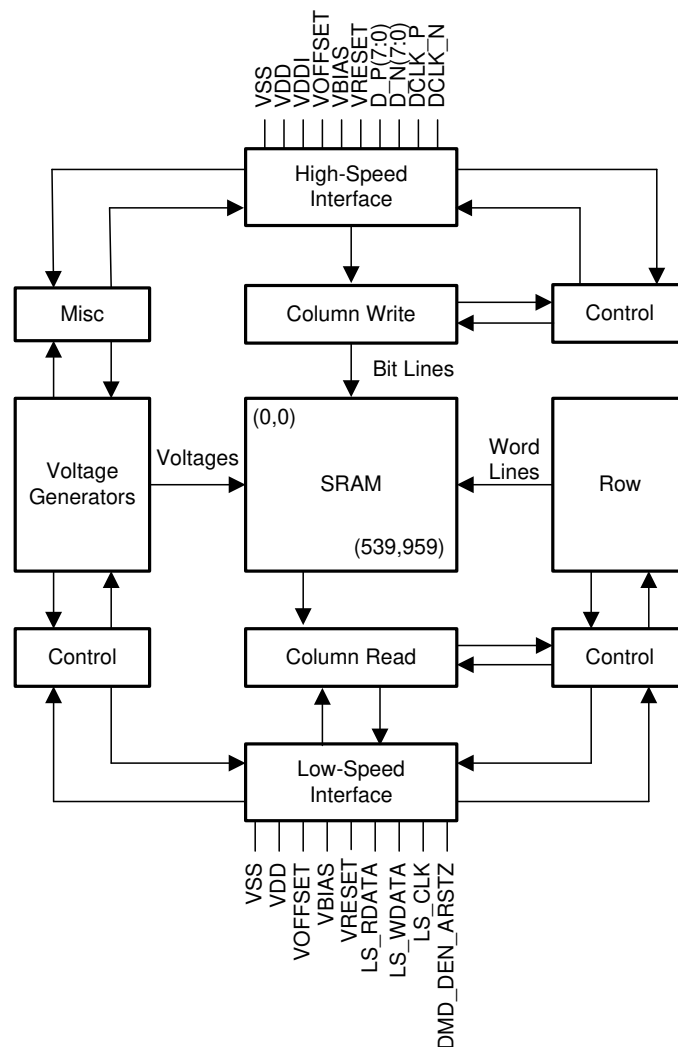 VSS
VDD
VDDI
VOFFSET
VBIAS
VRESET
D_P(7:0)
D_N(7:0)
DCLK_P
DCLK_N
High-Speed
Interface
Misc
Column Write
Control
Bit Lines
(0,0)
Voltage
Generators
Voltages
SRAM
Word
Lines
Row
(539,959)
Control
Column Read
Control
Low-Speed
Interface
VSS
VDD
VOFFSET
VBIAS
VRESET
LS_RDATA
LS_WDATA
LS_CLK
DMD_DEN_ARSTZ